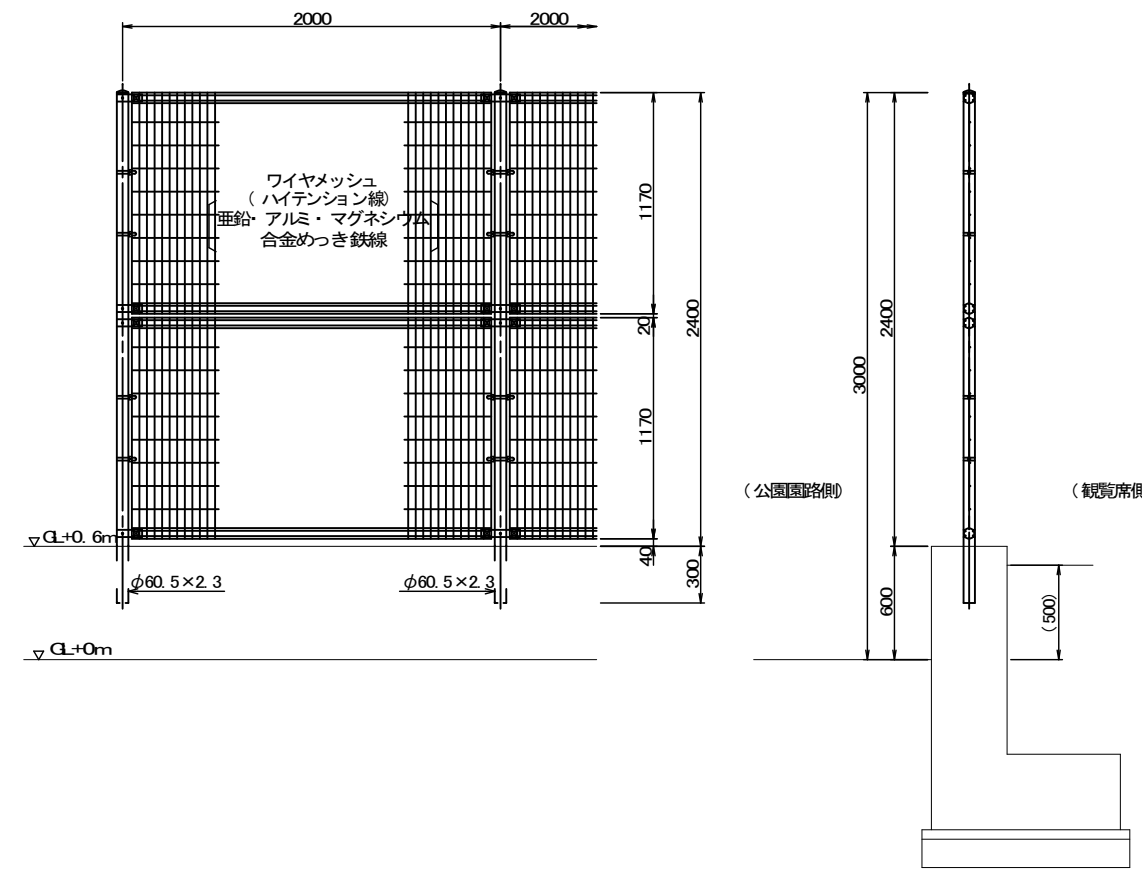 2000
2000
ワイヤメッシュ
(ハイテンション線)
亜鉛・アルミ・マグネシウム
合金めっき鉄線
1170
20
1170
40
2400
300
GL+0.6m
φ60.5×2.3
φ60.5×2.3
GL+0m
3000
2400
600
(公園園路側)
(観覧席側
(500)